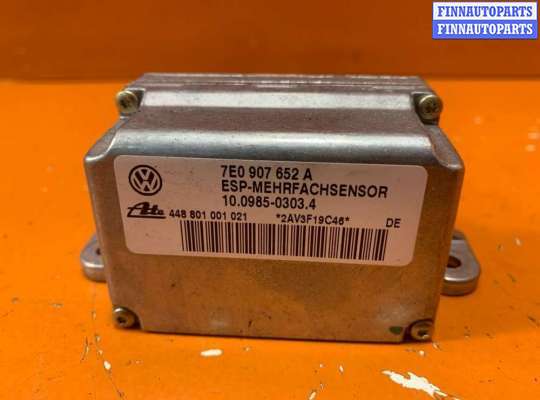 FINNAUTOPARTS
FINNAUTOPARTS
7E0 907 652 A
ESP-MEHRFACHSENSOR
10.0985-0303.4
Ate 448 801 001 021 *2AV3F19C46* DE